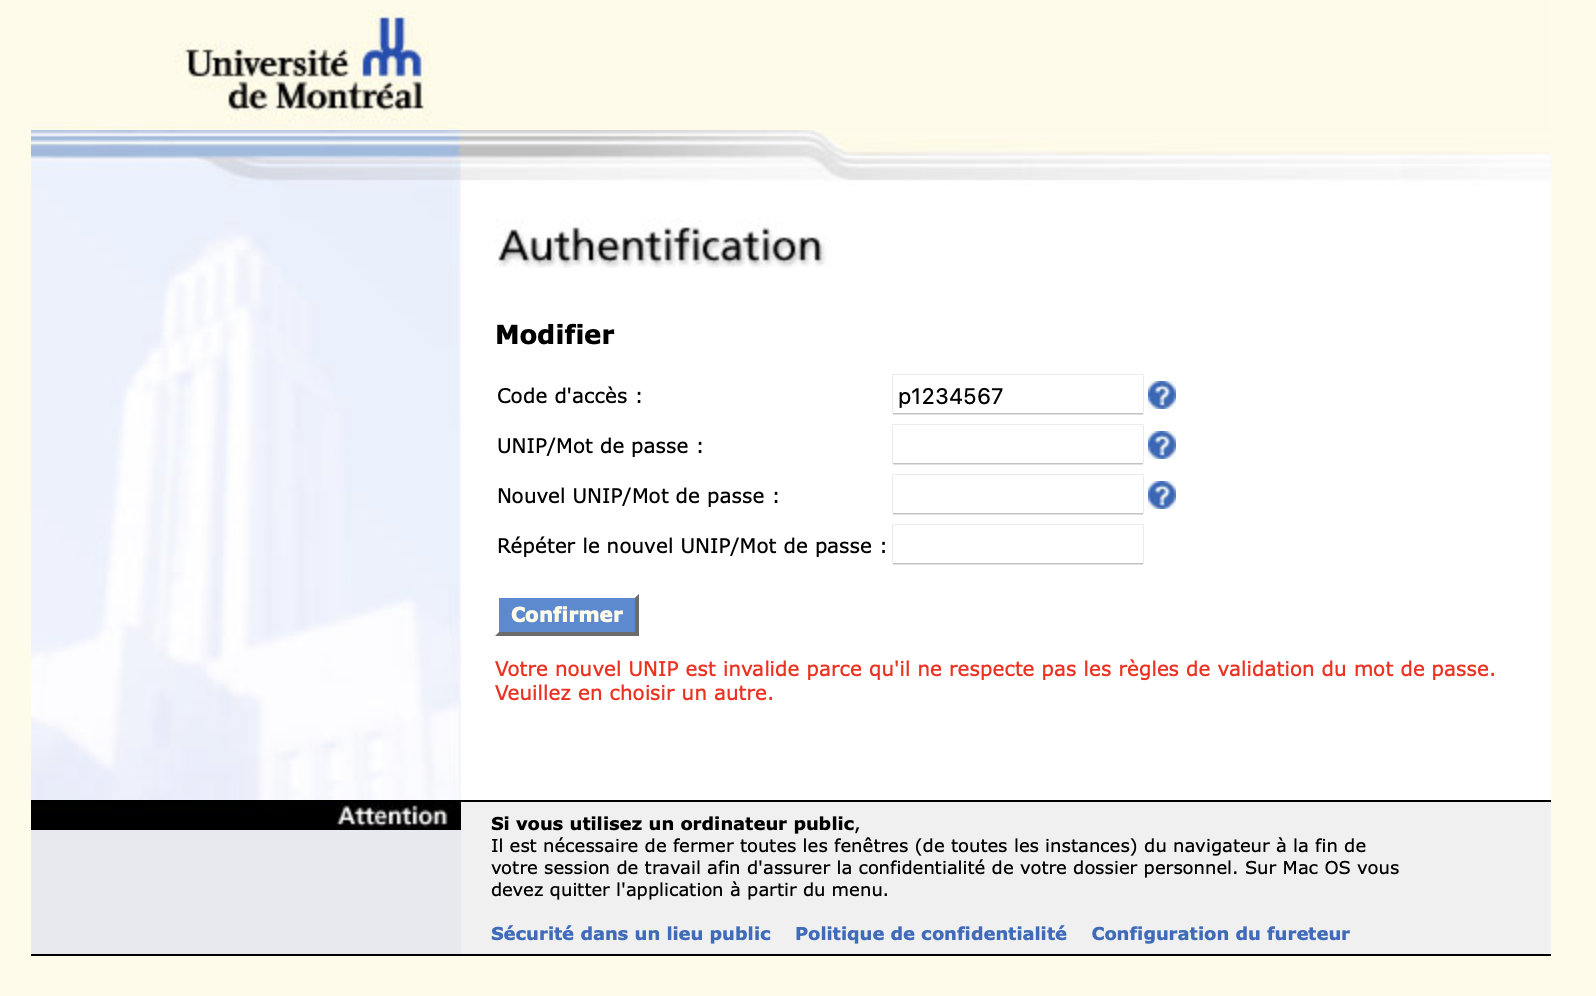 Université
de Montréal
Authentification
Modifier
Code d'accès : p1234567 ?
UNIP/Mot de passe : ?
Nouvel UNIP/Mot de passe : ?
Répéter le nouvel UNIP/Mot de passe :
Confirmer
Votre nouvel UNIP est invalide parce qu'il ne respecte pas les règles de validation du mot de passe.
Veuillez en choisir un autre.
Attention
Si vous utilisez un ordinateur public,
Il est nécessaire de fermer toutes les fenêtres (de toutes les instances) du navigateur à la fin de
votre session de travail afin d'assurer la confidentialité de votre dossier personnel. Sur Mac OS vous
devez quitter l'application à partir du menu.
Sécurité dans un lieu public Politique de confidentialité Configuration du fureteur